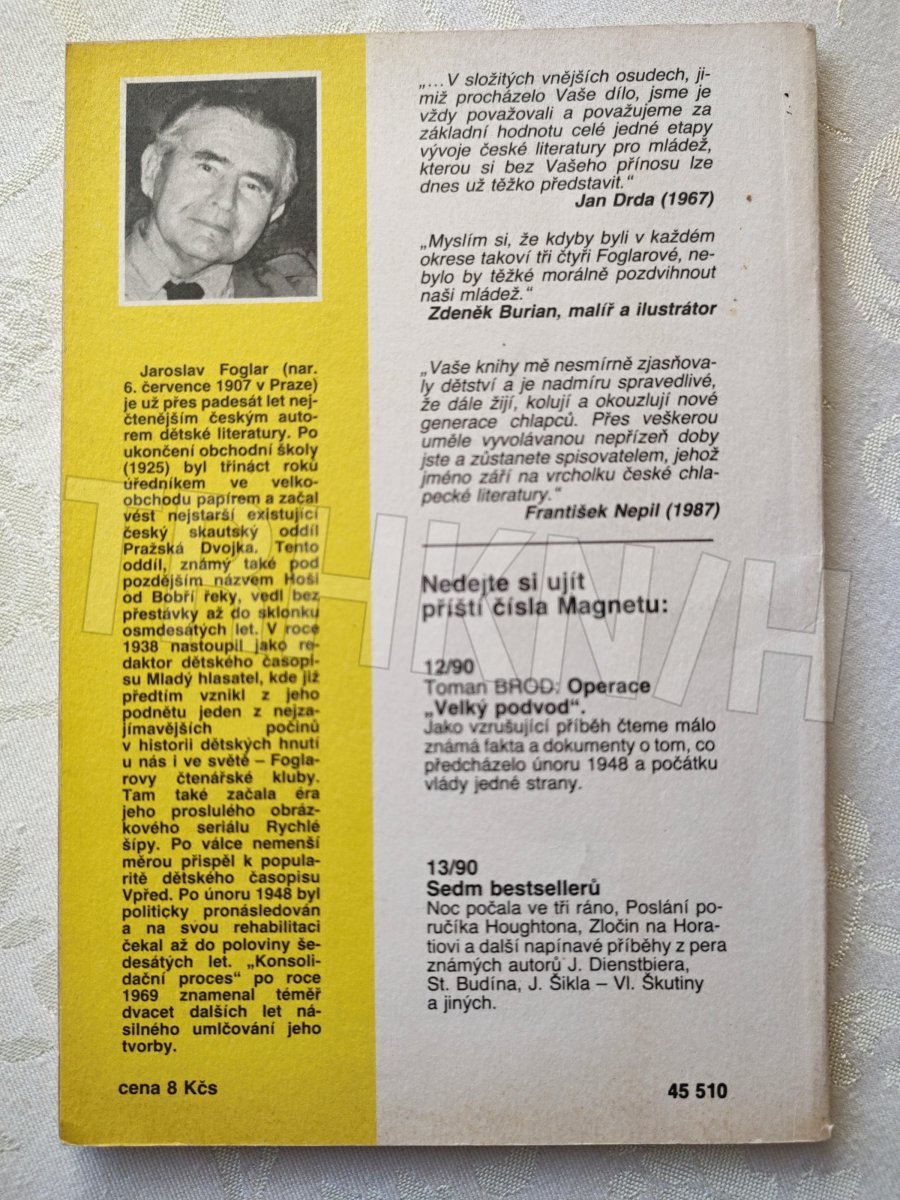 Jaroslav Foglar (nar.
6. července 1907 v Praze)
je už přes padesát let nej-
čtenějším českým auto-
rem dětské literatury. Po
ukončení obchodní školy
(1925) byl třináct roků
úředníkem ve velko-
obchodu papírem a začal
vést nejstarší existující
český skautský oddíl
Pražská Dvojka. Tento
oddíl, známý také pod
pozdějším názvem Hoši
od Bobří řeky, vedl bez
přestávky až do sklonku
osmdesátých let. V roce
1938 nastoupil jako re-
daktor dětského časopi-
su Mladý hlasatel, kde již
předtím vznikl z jeho
podnětu jeden z nejza-
jímavějších počinů
v historii dětských hnutí
u nás i ve světě – Fogla-
rovy čtenářské kluby.
Tam také začala éra
jeho proslulého obráz-
kového seriálu Rychlé
šípy. Po válce nemenší
měrou přispěl k popula-
ritě dětského časopisu
Vpřed. Po únoru 1948 byl
politicky pronásledován
a na svou rehabilitaci
čekal až do poloviny še-
desátých let. „Konsoli-
dační proces“ po roce
1969 znamenal téměř
dvacet dalších let ná-
silného umlčování jeho
tvorby.
cena 8 Kčs
„...V složitých vnějších osudech, ji-
miž procházelo Vaše dílo, jsme je
vždy považovali a považujeme za
základní hodnotu celé jedné etapy
vývoje české literatury pro mládež,
kterou si bez Vašeho přínosu lze
dnes už těžko představit.“
Jan Drda (1967)
„Myslím si, že kdyby byli v každém
okrese takoví tři čtyři Foglarové, ne-
bylo by těžké morálně pozdvihnout
naši mládež.“
Zdeněk Burian, malíř a ilustrátor
„Vaše knihy mě nesmírně zjasňova-
ly dětství a je nadmíru spravedlivé,
že dále žijí, kolují a okouzlují nové
generace chlapců. Přes veškerou
uměle vyvolávanou nepřízeň doby
jste a zůstanete spisovatelem, jehož
jméno září na vrcholku české chla-
pecké literatury.“
František Nepil (1987)
Nedejte si ujít
příští čísla Magnetu:
12/90
Toman BROD: Operace
„Velký podvod“.
Jako vzrušující příběh čteme málo
známá fakta a dokumenty o tom, co
předcházelo únoru 1948 a počátku
vlády jedné strany.
13/90
Sedm bestsellerů
Noc počala ve tři ráno, Poslání po-
ručíka Houghtona, Zločin na Hora-
tiovi a další napínavé příběhy z pera
známých autorů J. Dienstbiera,
St. Budína, J. Šikla – Vl. Škutiny
a jiných.
45 510